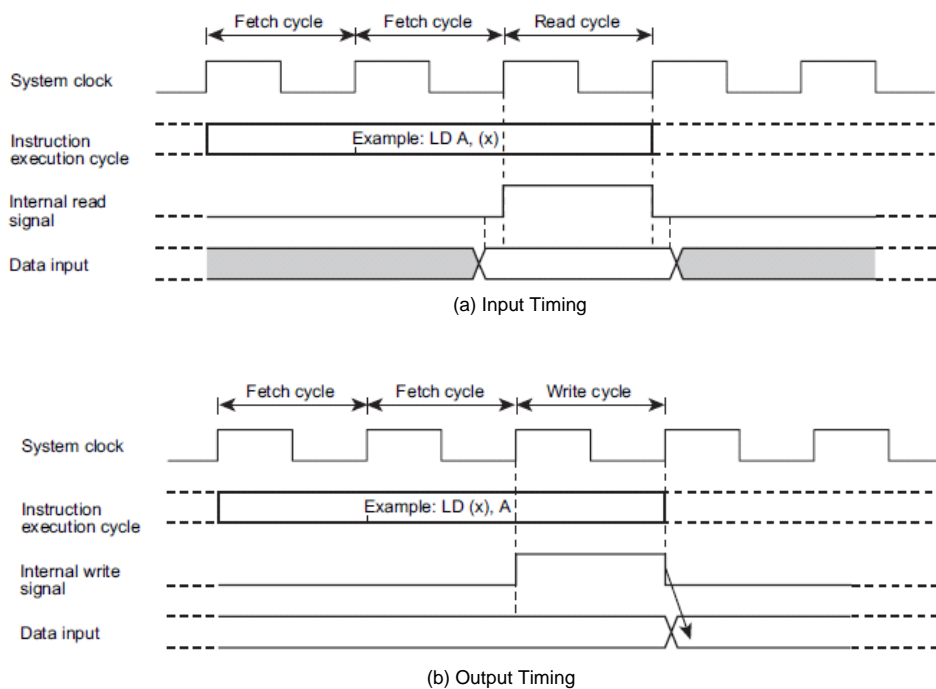 Fetch cycle Fetch cycle Read cycle
System clock
Instruction
execution cycle
Example: LD A, (x)
Internal read
signal
Data input
(a) Input Timing
Fetch cycle Fetch cycle Write cycle
System clock
Instruction
execution cycle
Example: LD (x), A
Internal write
signal
Data input
(b) Output Timing